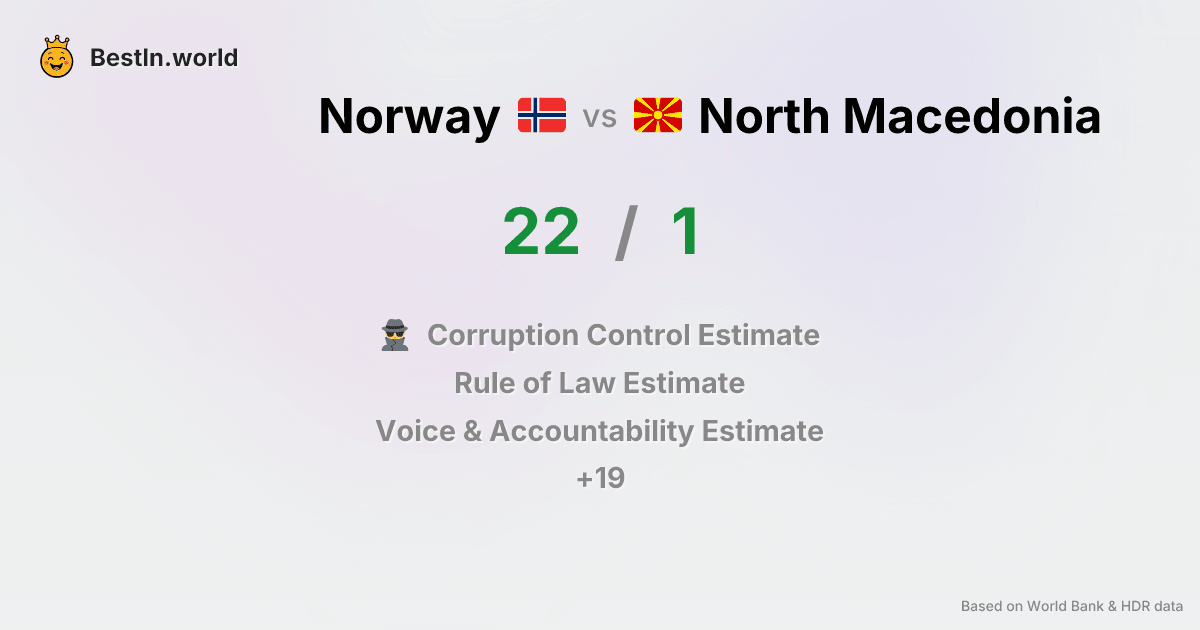 BestIn.world
Norway vs North Macedonia
22 / 1
Corruption Control Estimate
Rule of Law Estimate
Voice & Accountability Estimate
+19
Based on World Bank & HDR data